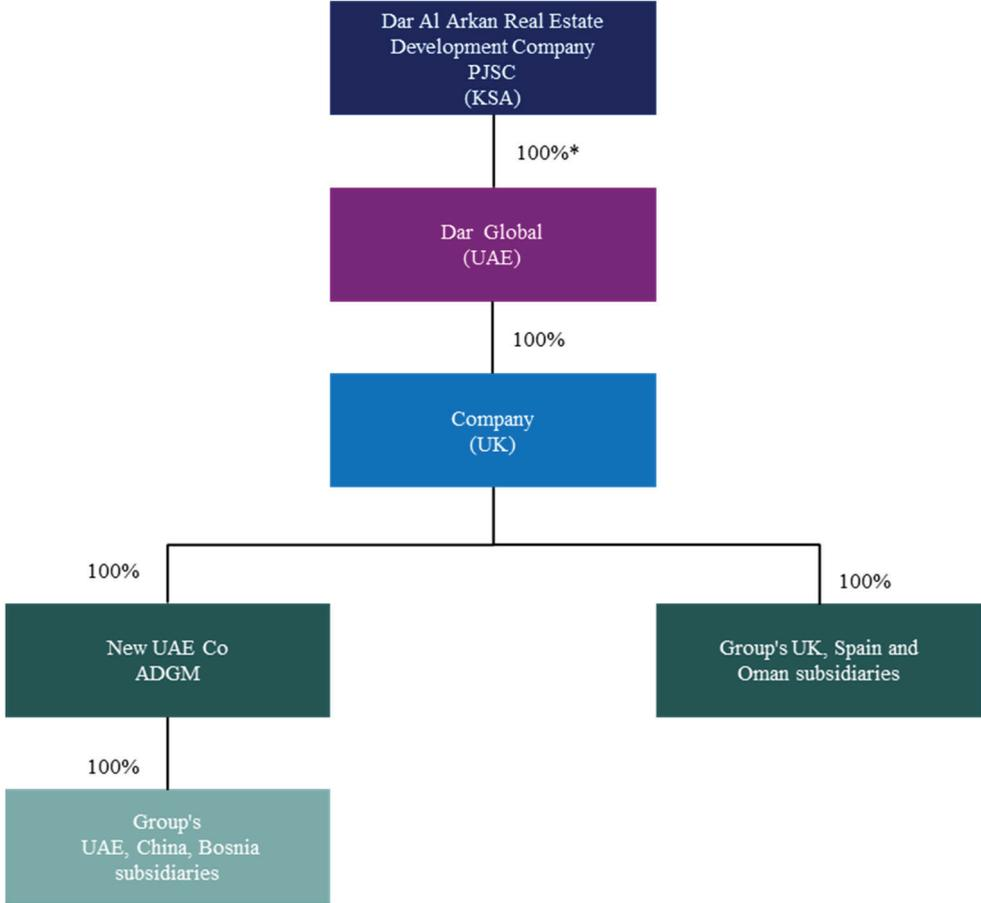 Dar Al Arkan Real Estate
Development Company
PJSC
(KSA)
100%*
Dar Global
(UAE)
100%
Company
(UK)
100%
100%
New UAE Co
ADGM
Group's UK, Spain and
Oman subsidiaries
100%
Group's
UAE, China, Bosnia
subsidiaries